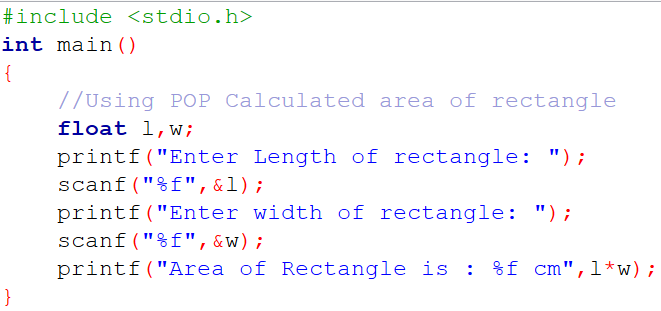 #include <stdio.h>
int main()
{
    //Using POP Calculated area of rectangle
    float l,w;
    printf("Enter Length of rectangle: ");
    scanf("%f",&l);
    printf("Enter width of rectangle: ");
    scanf("%f",&w);
    printf("Area of Rectangle is : %f cm",l*w);
}